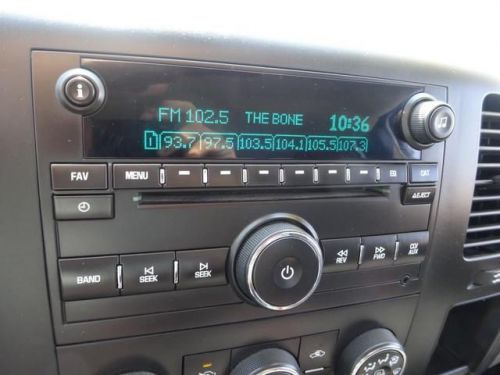 FM 102.5 THE BONE 10:36
1 93.7 97.5 103.5 104.1 105.5 107.3
FAV MENU EQ CAT
EJECT
BAND SEEK SEEK REV FWD CD/AUX